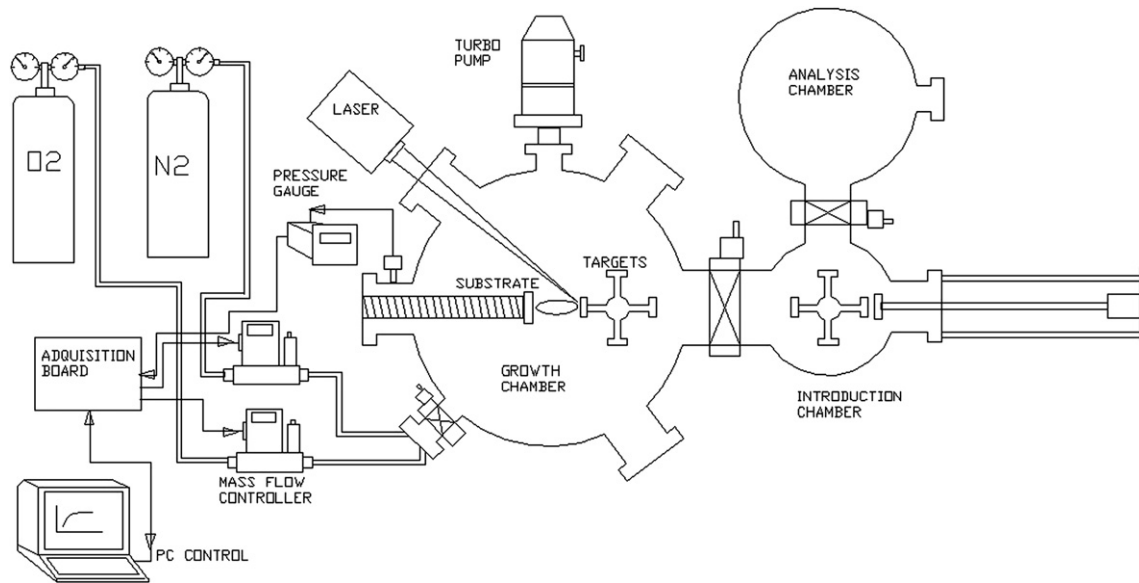 TURBO
PUMP
ANALYSIS
CHAMBER
LASER
O2
N2
PRESSURE
GAUGE
TARGETS
SUBSTRATE
ADQUISITION
BOARD
GROWTH
CHAMBER
INTRODUCTION
CHAMBER
MASS FLOW
CONTROLLER
PC CONTROL